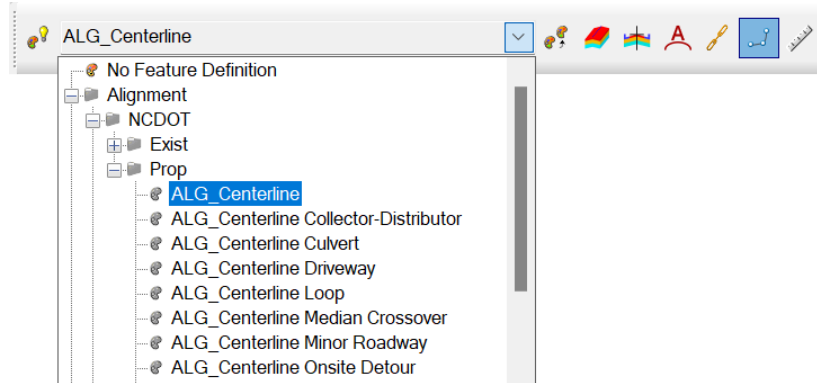 ALG_Centerline
No Feature Definition
Alignment
NCDOT
Exist
Prop
ALG_Centerline
ALG_Centerline Collector-Distributor
ALG_Centerline Culvert
ALG_Centerline Driveway
ALG_Centerline Loop
ALG_Centerline Median Crossover
ALG_Centerline Minor Roadway
ALG_Centerline Onsite Detour